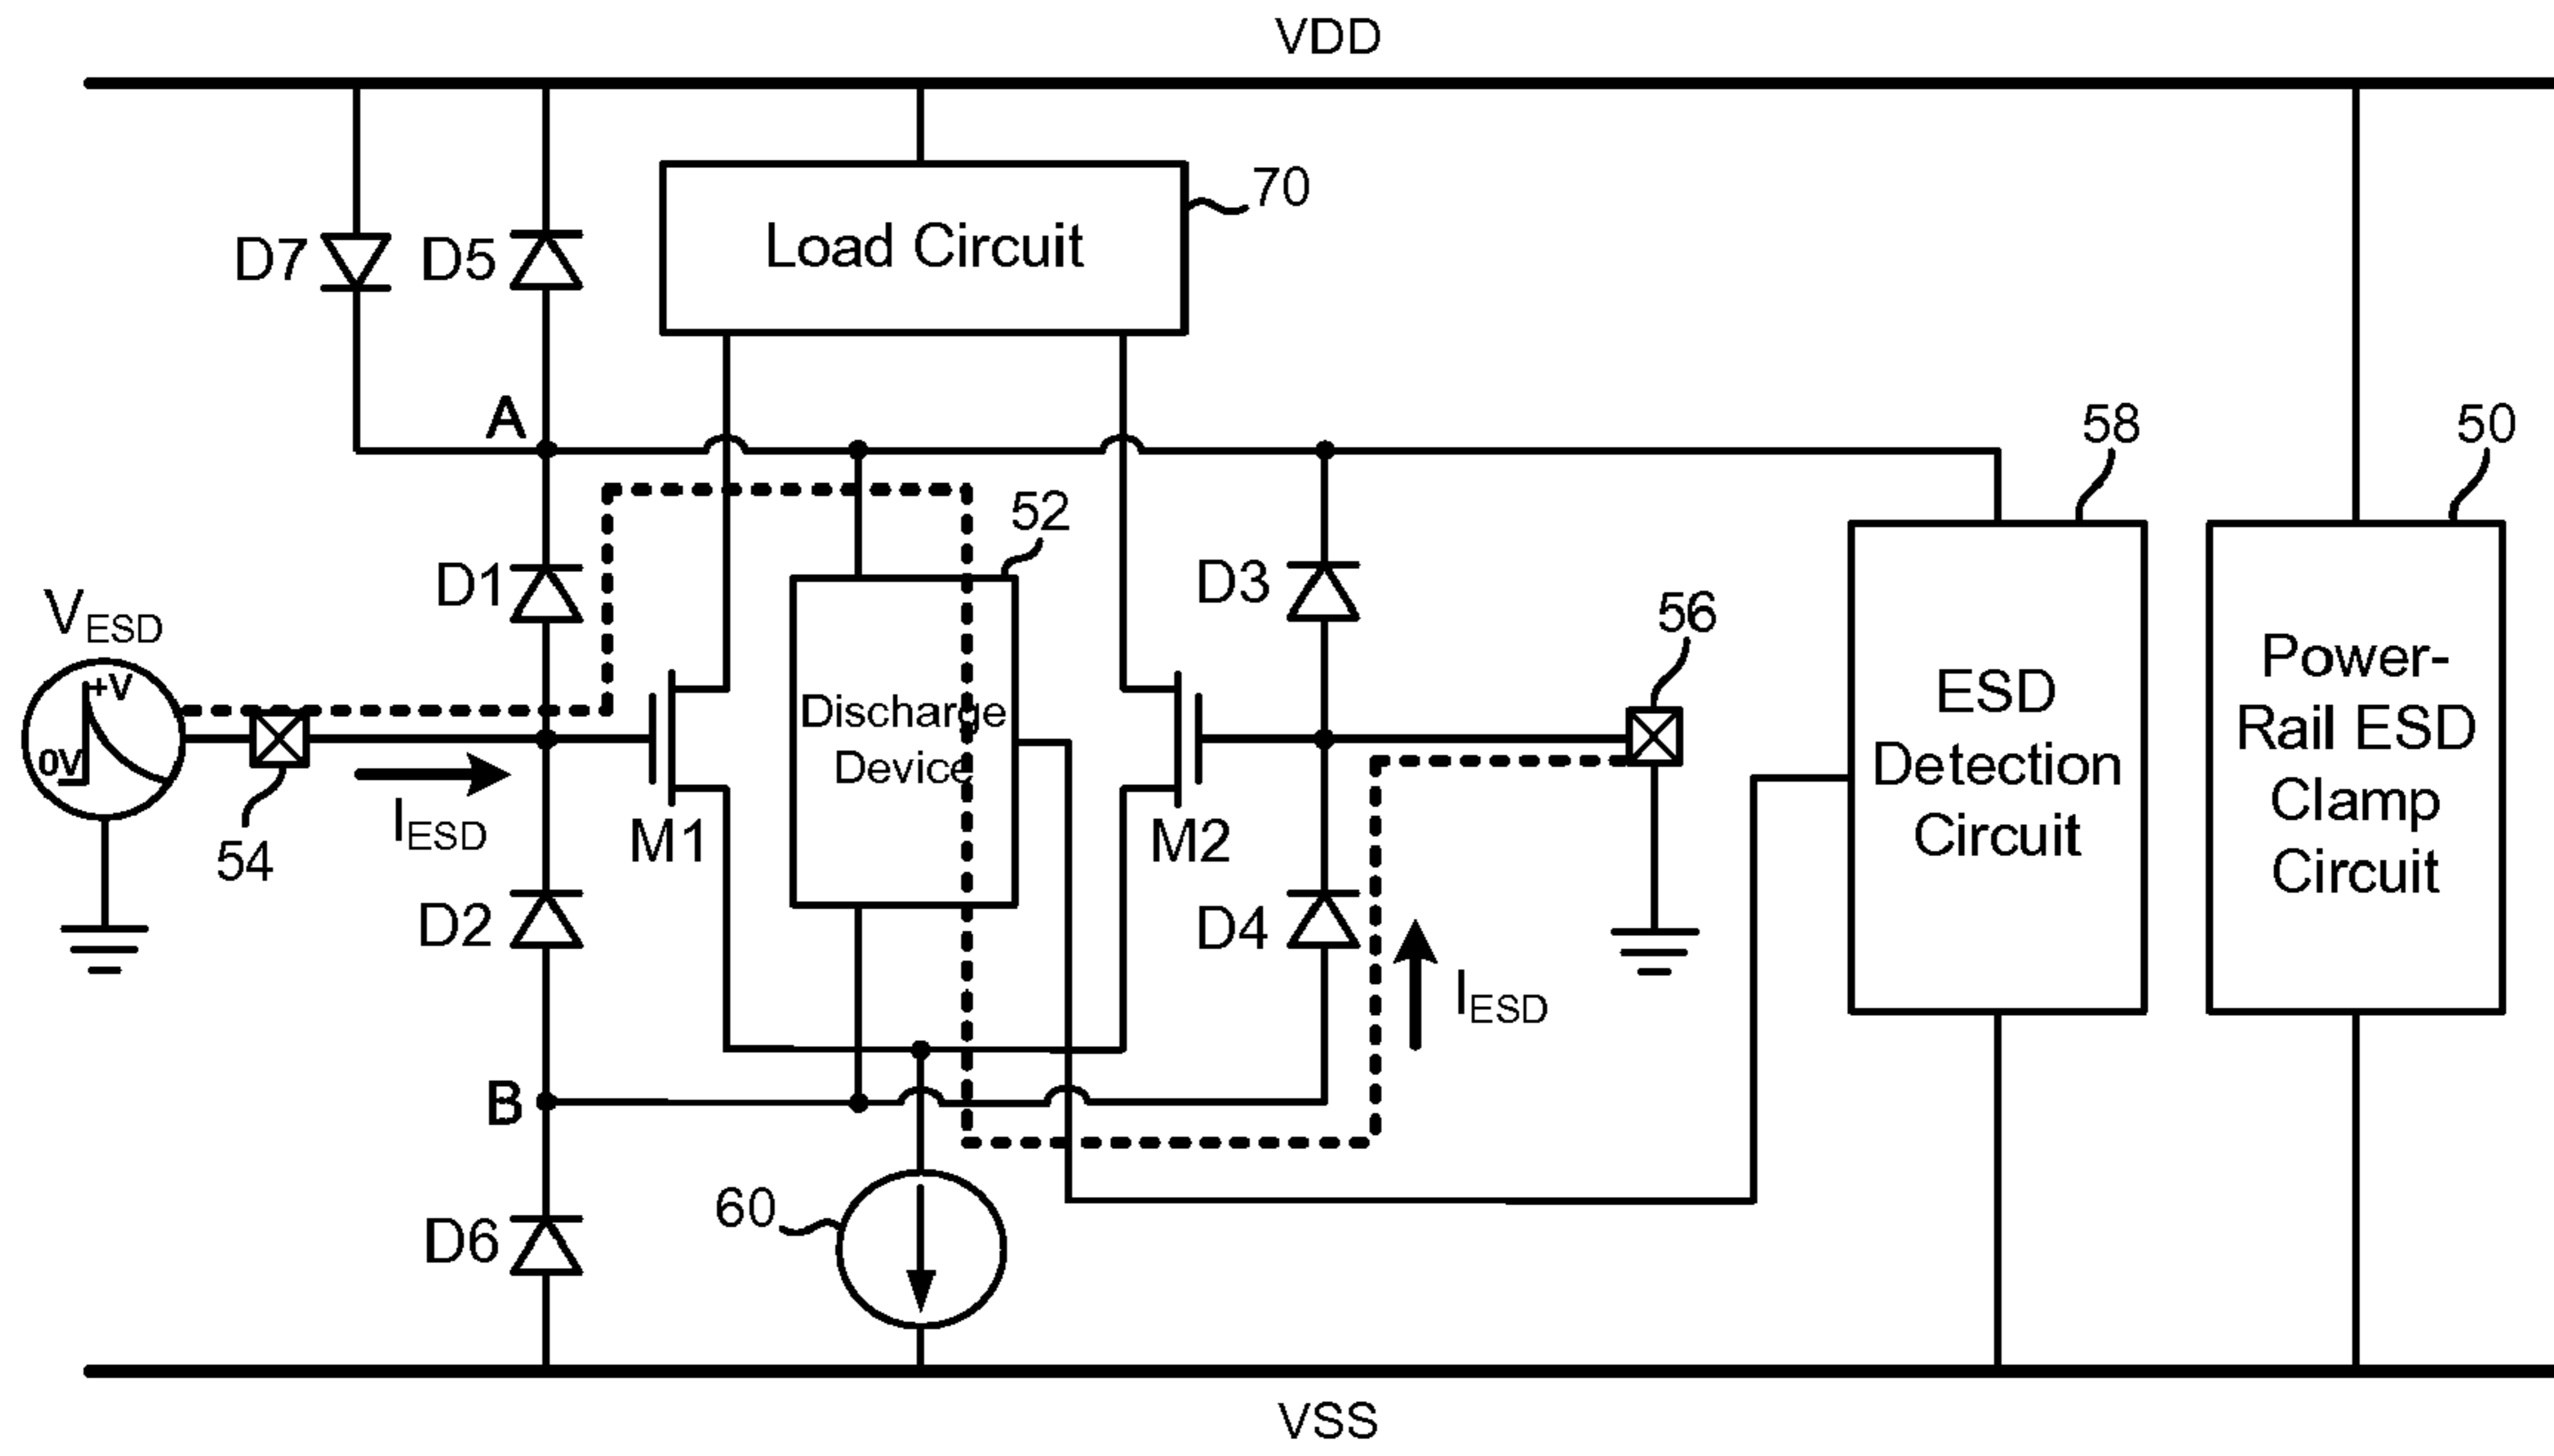 VDD
70
Load Circuit
D7
D5
A
58
50
52
D1
D3
VESD
56
+V
0V
Discharge
Device
ESD
Detection
Circuit
Power-
Rail ESD
Clamp
Circuit
IESD
54
M1
M2
D2
D4
IESD
B
60
D6
VSS